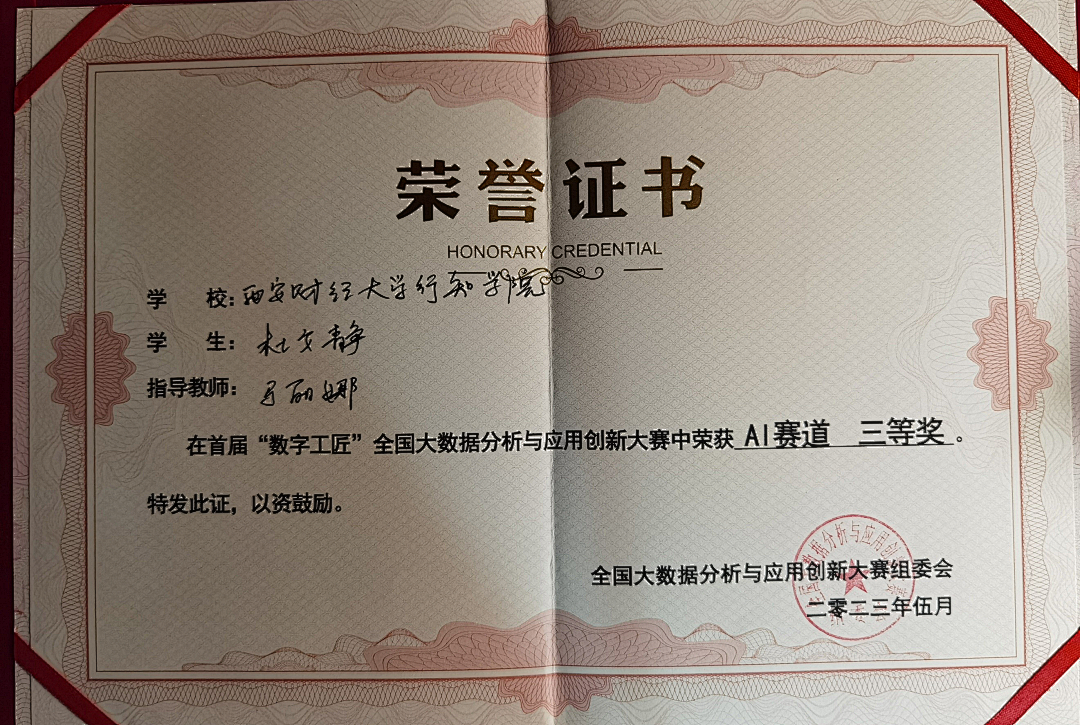 荣誉证书
HONORARY CREDENTIAL
学 校：西安财经大学行知学院
学 生：杜文静
指导教师：丽娜
在首届“数字工匠”全国大数据分析与应用创新大赛中荣获 AI赛道 三等奖 。
特发此证，以资鼓励。
全国大数据分析与应用创新大赛组委会
二零二三年伍月